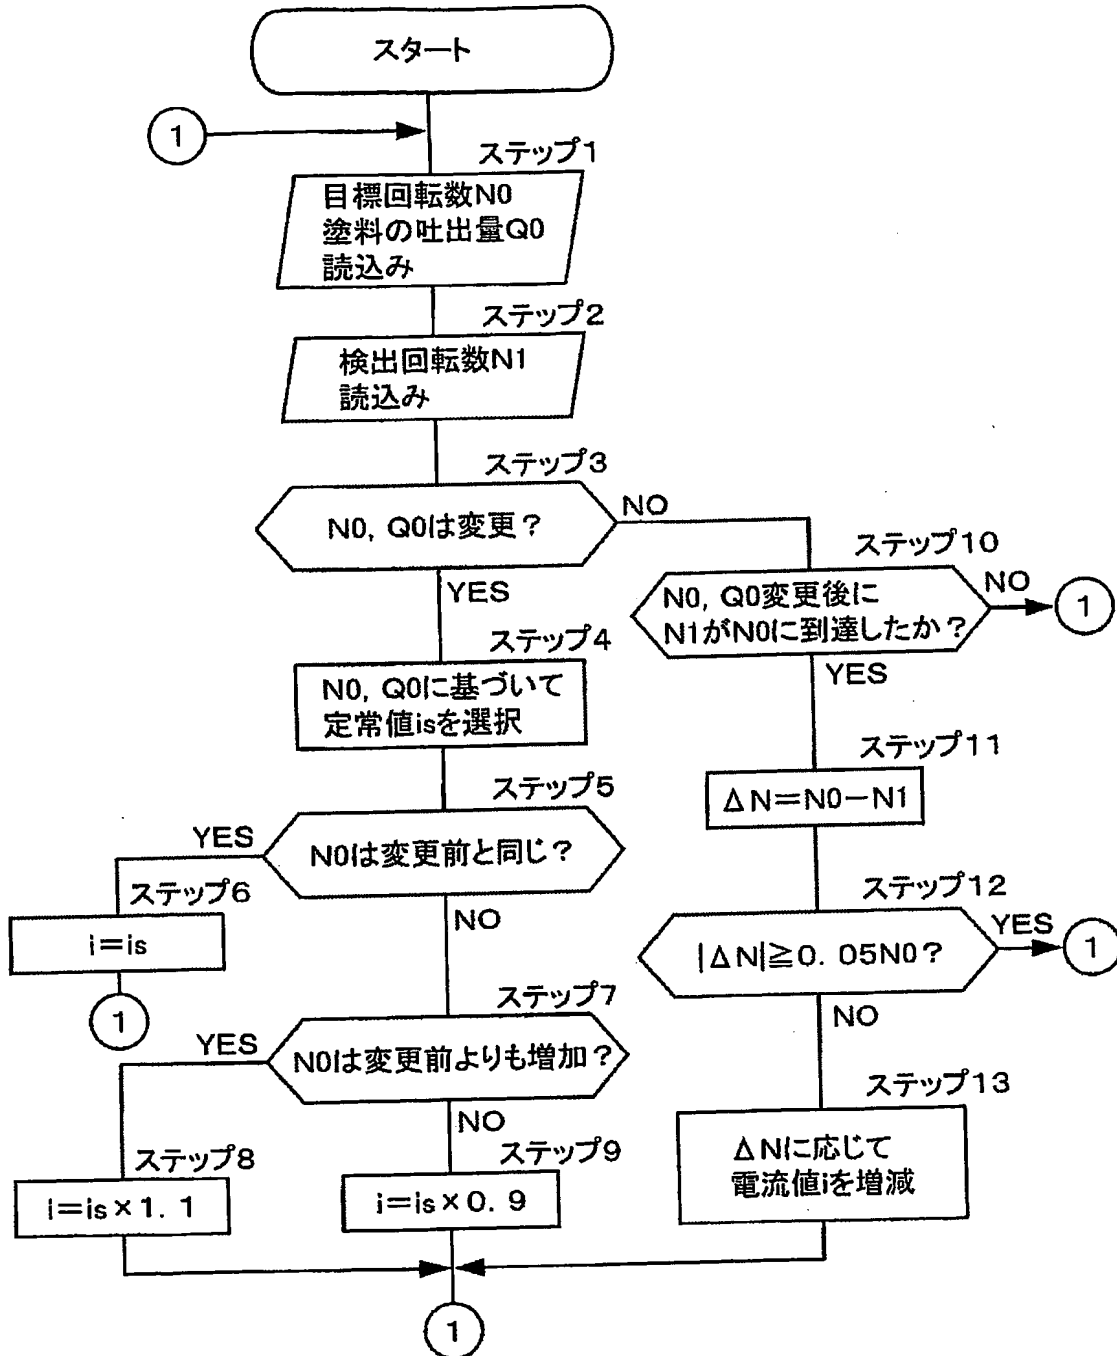 スタート
1
ステップ1
目標回転数N0
塗料の吐出量Q0
読込み
ステップ2
検出回転数N1
読込み
ステップ3
N0, Q0は変更?
NO
YES
ステップ4
N0, Q0に基づいて
定常値isを選択
ステップ5
N0は変更前と同じ?
YES
ステップ6
i=is
1
NO
ステップ7
N0は変更前よりも増加?
YES
ステップ8
i=is×1. 1
NO
ステップ9
i=is×0. 9
1
ステップ10
N0, Q0変更後に
N1がN0に到達したか?
NO
1
YES
ステップ11
ΔN=N0-N1
ステップ12
|ΔN|≧0. 05N0?
YES
1
NO
ステップ13
ΔNに応じて
電流値iを増減